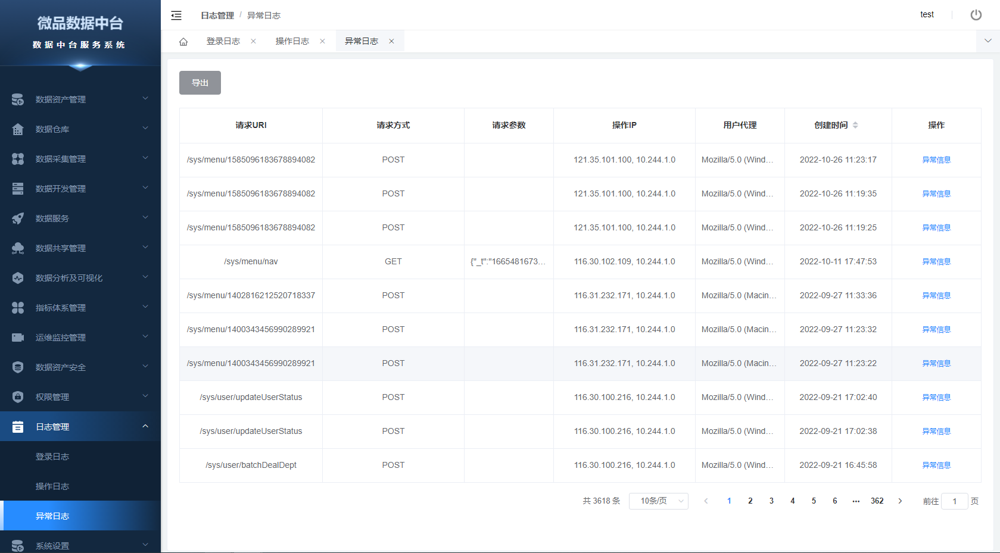 微品数据中台
数据中台服务系统
数据资产管理
数据仓库
数据采集管理
数据开发管理
数据服务
数据共享管理
数据分析及可视化
指标体系管理
运维监控管理
数据资产安全
权限管理
日志管理
登录日志
操作日志
异常日志
系统设置
日志管理 / 异常日志
test
登录日志 操作日志 异常日志
导出
请求URI 请求方式 请求参数 操作IP 用户代理 创建时间 操作
/sys/menu/1585096183678894082 POST 121.35.101.100, 10.244.1.0 Mozilla/5.0 (Wind... 2022-10-26 11:23:17 异常信息
/sys/menu/1585096183678894082 POST 121.35.101.100, 10.244.1.0 Mozilla/5.0 (Wind... 2022-10-26 11:19:35 异常信息
/sys/menu/1585096183678894082 POST 121.35.101.100, 10.244.1.0 Mozilla/5.0 (Wind... 2022-10-26 11:19:25 异常信息
/sys/menu/nav GET {"_t":"1665481673... 116.30.102.109, 10.244.1.0 Mozilla/5.0 (Wind... 2022-10-11 17:47:53 异常信息
/sys/menu/1402816212520718337 POST 116.31.232.171, 10.244.1.0 Mozilla/5.0 (Macin... 2022-09-27 11:33:36 异常信息
/sys/menu/1400343456990289921 POST 116.31.232.171, 10.244.1.0 Mozilla/5.0 (Macin... 2022-09-27 11:23:32 异常信息
/sys/menu/1400343456990289921 POST 116.31.232.171, 10.244.1.0 Mozilla/5.0 (Macin... 2022-09-27 11:23:22 异常信息
/sys/user/updateUserStatus POST 116.30.100.216, 10.244.1.0 Mozilla/5.0 (Wind... 2022-09-21 17:02:40 异常信息
/sys/user/updateUserStatus POST 116.30.100.216, 10.244.1.0 Mozilla/5.0 (Wind... 2022-09-21 17:02:38 异常信息
/sys/user/batchDealDept POST 116.30.100.216, 10.244.1.0 Mozilla/5.0 (Wind... 2022-09-21 16:45:58 异常信息
共 3618 条 10条/页 1 2 3 4 5 6 ... 362 前往 1 页